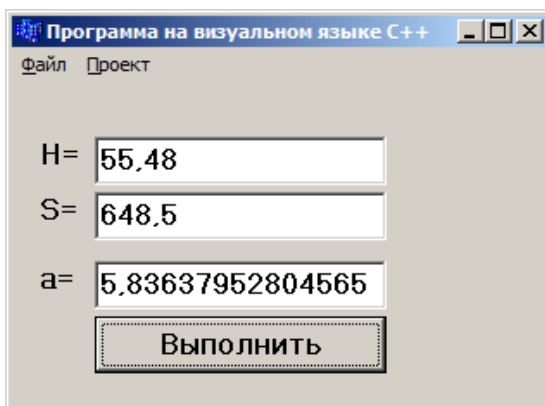 Программа на визуальном языке C++
Файл Проект
H= 55,48
S= 648,5
a= 5,83637952804565
Выполнить